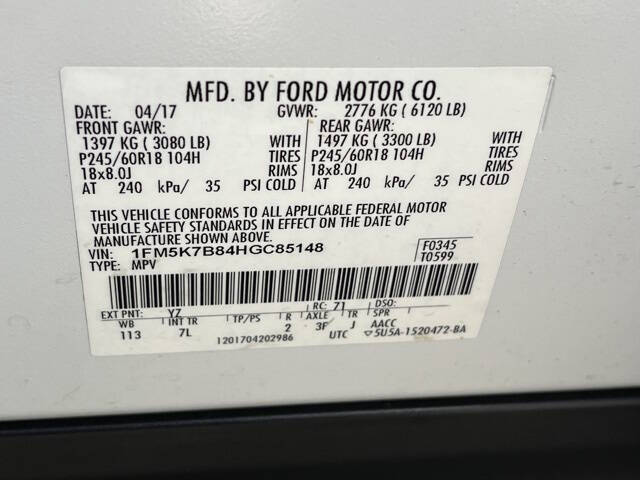 MFD. BY FORD MOTOR CO.
DATE: 04/17 GVWR: 2776 KG ( 6120 LB)
FRONT GAWR: REAR GAWR:
1397 KG ( 3080 LB) WITH 1497 KG ( 3300 LB) WITH
P245/60R18 104H TIRES P245/60R18 104H TIRES
18x8.0J RIMS 18x8.0J RIMS
AT 240 kPa/ 35 PSI COLD AT 240 kPa/ 35 PSI COLD
THIS VEHICLE CONFORMS TO ALL APPLICABLE FEDERAL MOTOR
VEHICLE SAFETY STANDARDS IN EFFECT ON THE DATE OF
MANUFACTURE SHOWN ABOVE.
VIN: 1FM5K7B84HGC85148 F0345
TYPE: MPV T0599
EXT PNT: YZ RC: 71 DSO:
WB INT TR TP/PS R AXLE TR SPR
113 7L 2 3F J AACC
1201704202986 UTC 5U5A-1520472-BA